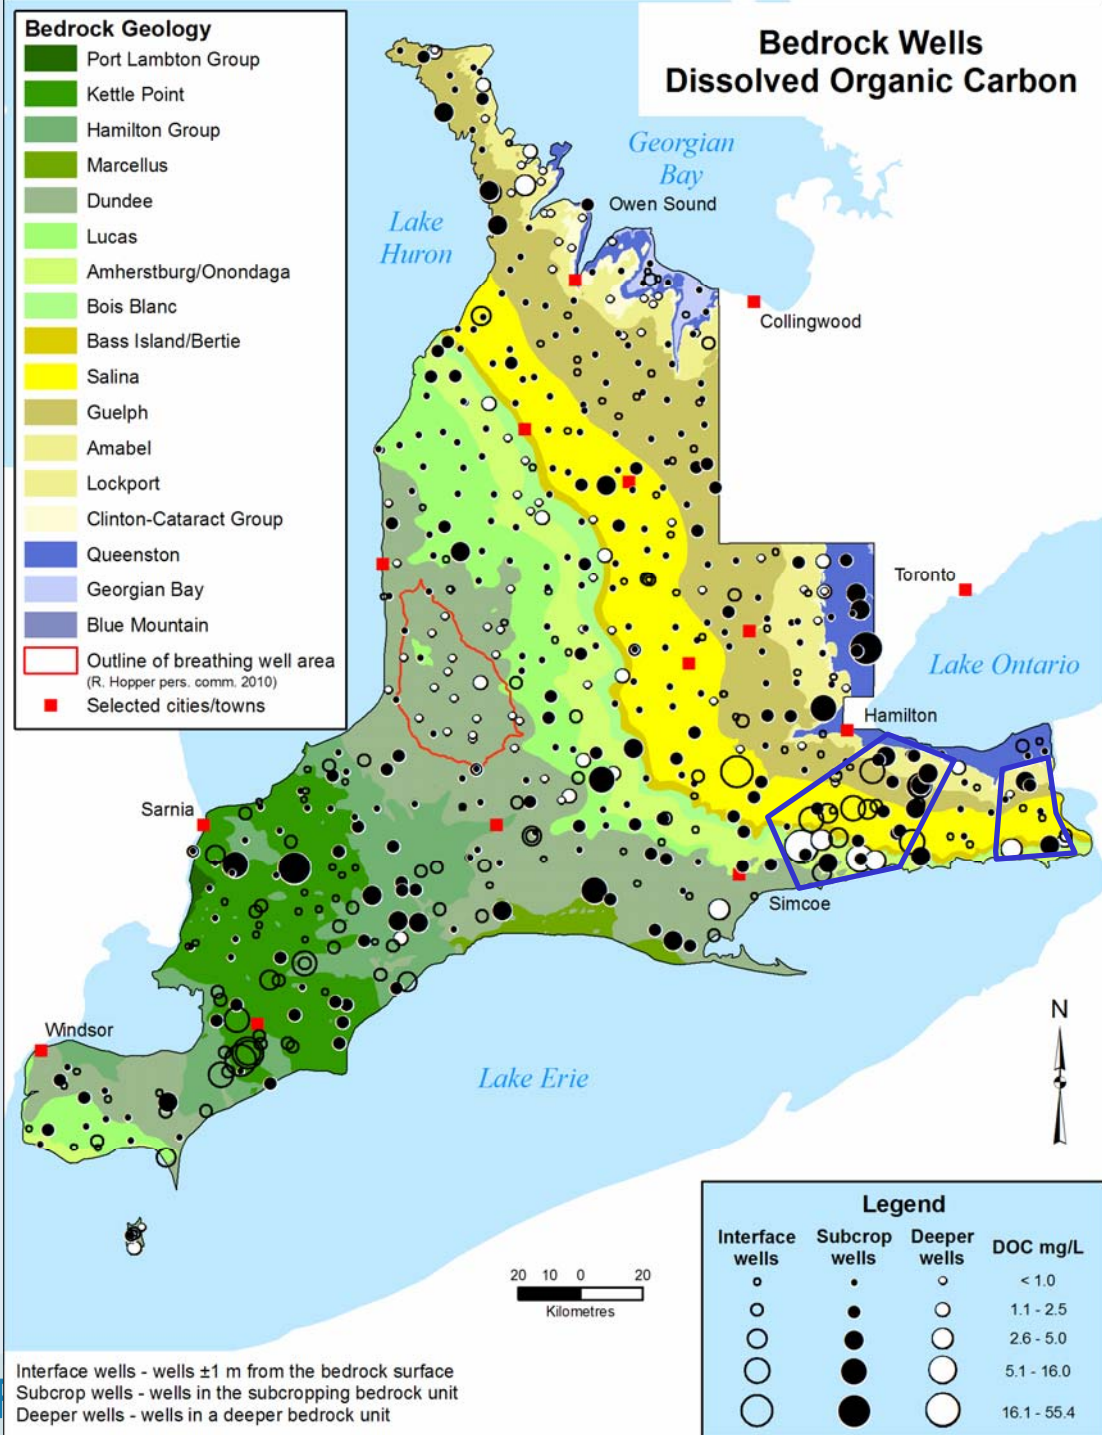 Bedrock Geology
Port Lambton Group
Kettle Point
Hamilton Group
Marcellus
Dundee
Lucas
Amherstburg/Onondaga
Bois Blanc
Bass Island/Bertie
Salina
Guelph
Amabel
Lockport
Clinton-Cataract Group
Queenston
Georgian Bay
Blue Mountain
Outline of breathing well area
(R. Hopper pers. comm. 2010)
Selected cities/towns
Bedrock Wells
Dissolved Organic Carbon
Georgian
Bay
Owen Sound
Lake
Huron
Collingwood
Toronto
Lake Ontario
Hamilton
Sarnia
Simcoe
Windsor
Lake Erie
N
20 10 0 20
Kilometres
Interface wells - wells ±1 m from the bedrock surface
Subcrop wells - wells in the subcropping bedrock unit
Deeper wells - wells in a deeper bedrock unit
Legend
Interface wells Subcrop wells Deeper wells DOC mg/L
< 1.0
1.1 - 2.5
2.6 - 5.0
5.1 - 16.0
16.1 - 55.4